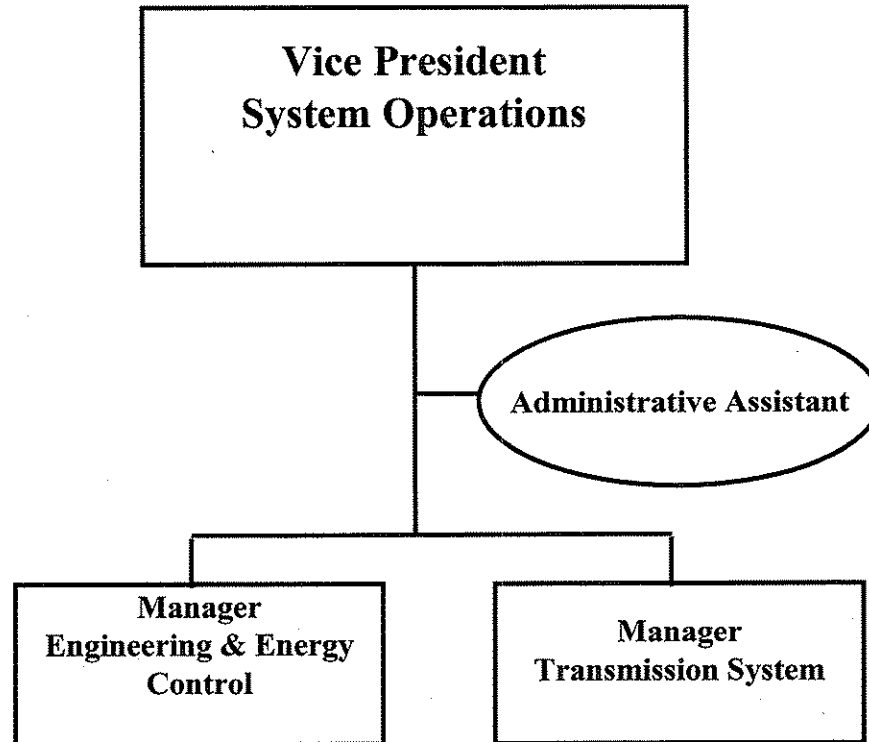 Vice President
System Operations
Administrative Assistant
Manager
Engineering & Energy
Control
Manager
Transmission System